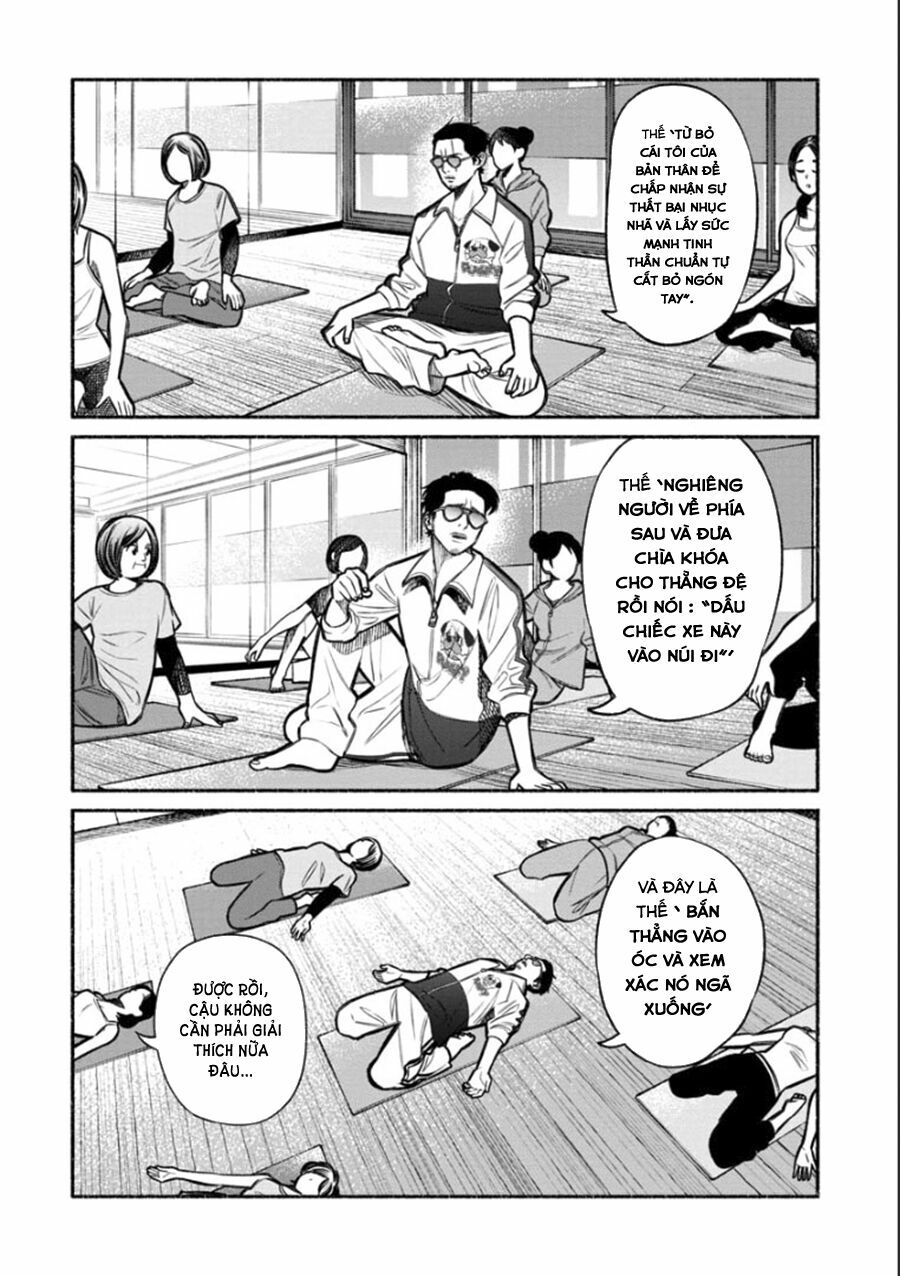 THẾ 'TỪ BỎ
CÁI TÔI CỦA
BẢN THÂN ĐỂ
CHẤP NHẬN SỰ
THẤT BẠI NHỤC
NHÃ VÀ LẤY SỨC
MẠNH TINH
THẦN CHUẨN TỰ
CẮT BỎ NGÓN
TAY".
THẾ 'NGHIÊNG
NGƯỜI VỀ PHÍA
SAU VÀ ĐƯA
CHÌA KHÓA
CHO THẰNG ĐỆ
RỒI NÓI : "DẤU
CHIẾC XE NÀY
VÀO NÚI ĐI"'
VÀ ĐÂY LÀ
THẾ ' BẮN
THẲNG VÀO
ÓC VÀ XEM
XÁC NÓ NGÃ
XUỐNG'
ĐƯỢC RỒI,
CẬU KHÔNG
CẦN PHẢI GIẢI
THÍCH NỮA
ĐÂU...